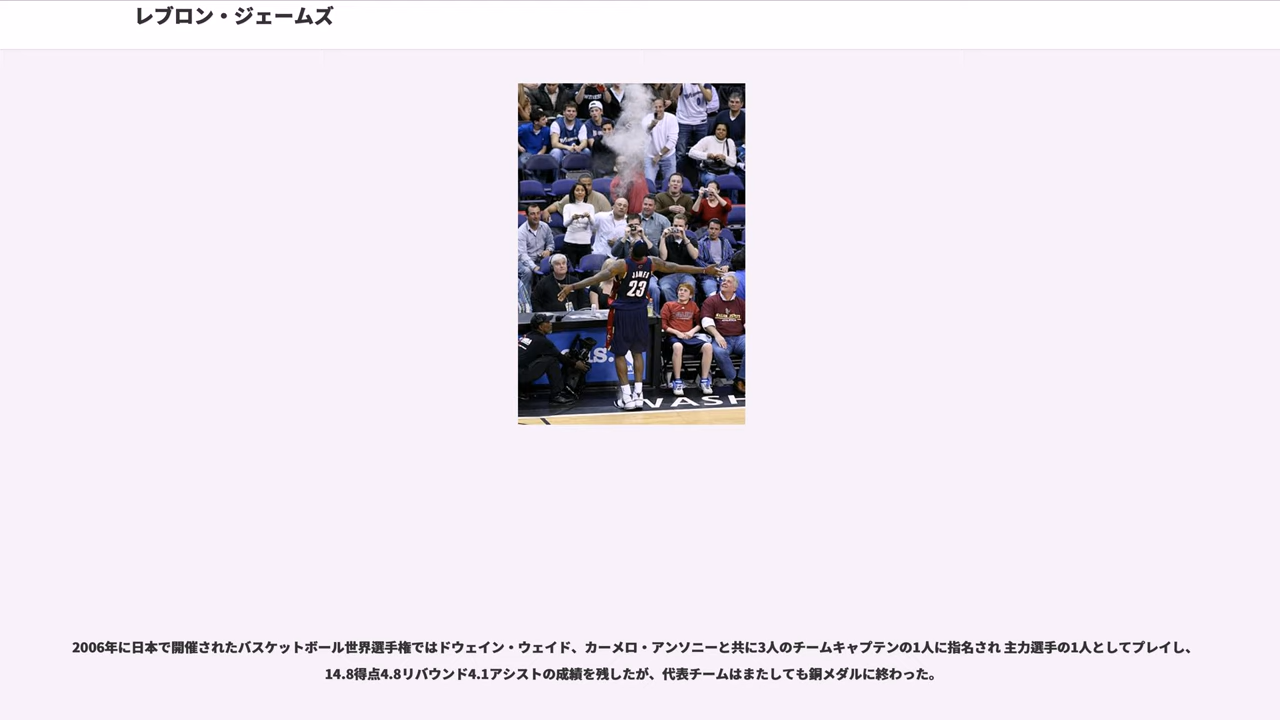 レブロン・ジェームズ
JAMES
23
WASH
2006年に日本で開催されたバスケットボール世界選手権ではドウェイン・ウェイド、カーメロ・アンソニーと共に3人のチームキャプテンの1人に指名され 主力選手の1人としてプレイし、
14.8得点4.8リバウンド4.1アシストの成績を残したが、代表チームはまたしても銅メダルに終わった。